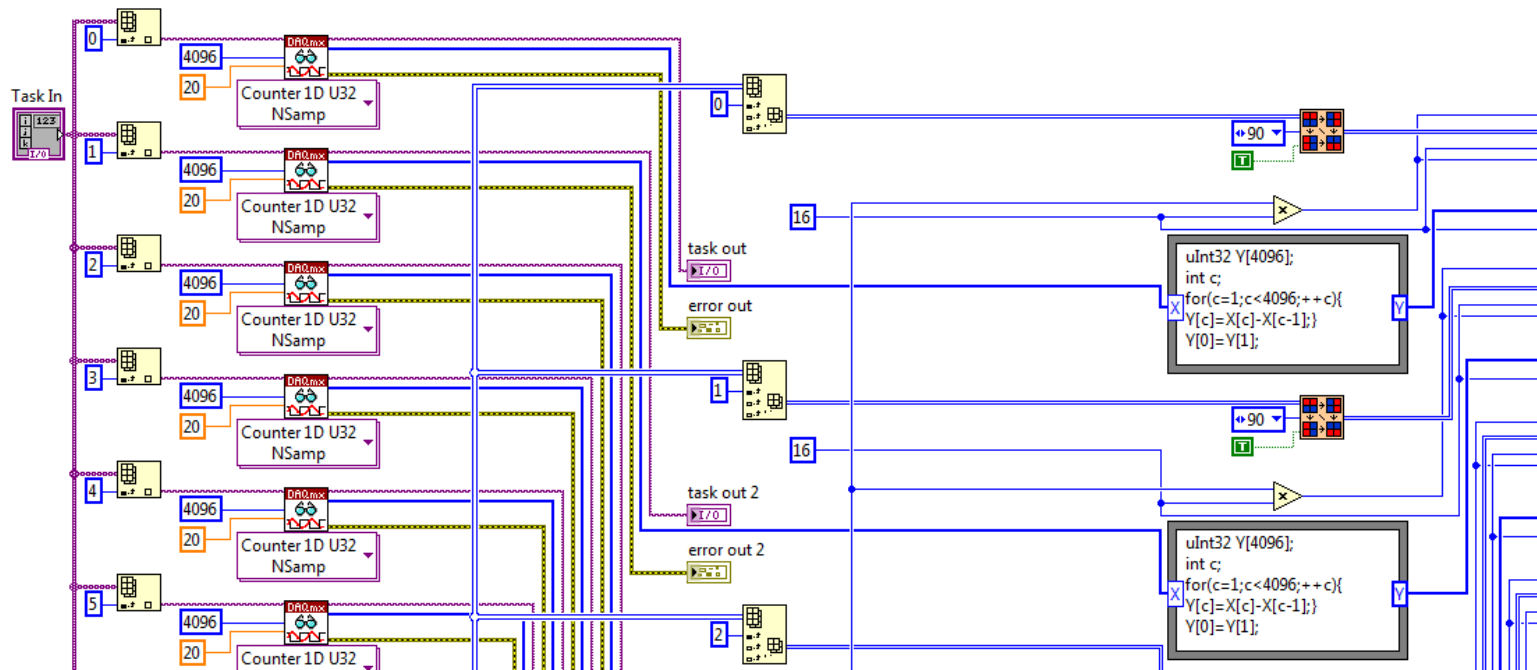 0
DAQmx
4096
20
Counter 1D U32
NSamp
Task In
i 123
j
k
I/O
0
90
T
1
DAQmx
4096
20
Counter 1D U32
NSamp
16
×
task out
I/O
uInt32 Y[4096];
int c;
for(c=1;c<4096;++c){
Y[c]=X[c]-X[c-1];}
Y[0]=Y[1];
X
Y
2
DAQmx
4096
20
Counter 1D U32
NSamp
error out
3
DAQmx
4096
20
Counter 1D U32
NSamp
1
90
T
16
×
4
DAQmx
4096
20
Counter 1D U32
NSamp
task out 2
I/O
error out 2
uInt32 Y[4096];
int c;
for(c=1;c<4096;++c){
Y[c]=X[c]-X[c-1];}
Y[0]=Y[1];
X
Y
5
DAQmx
4096
20
Counter 1D U32
2